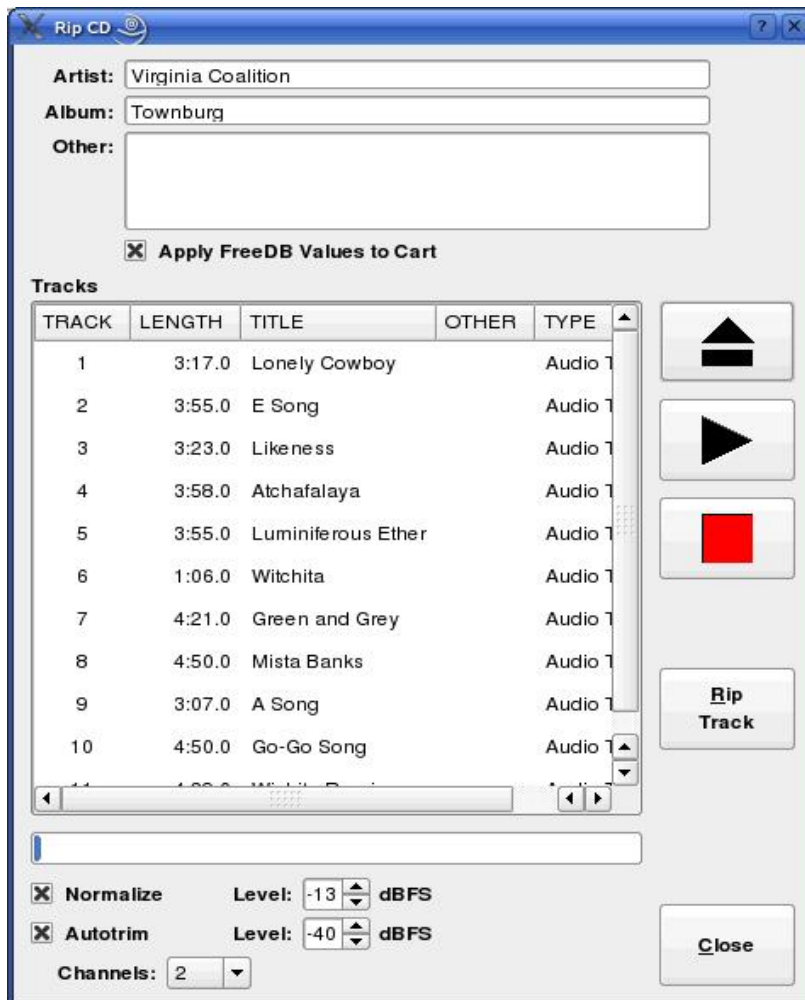 Rip CD
Artist: Virginia Coalition
Album: Townburg
Other:
Apply FreeDB Values to Cart
Tracks
TRACK LENGTH TITLE OTHER TYPE
1 3:17.0 Lonely Cowboy Audio T
2 3:55.0 E Song Audio T
3 3:23.0 Likeness Audio T
4 3:58.0 Atchafalaya Audio T
5 3:55.0 Luminiferous Ether Audio T
6 1:06.0 Witchita Audio T
7 4:21.0 Green and Grey Audio T
8 4:50.0 Mista Banks Audio T
9 3:07.0 A Song Audio T
10 4:50.0 Go-Go Song Audio T
Rip
Track
Normalize Level: -13 dBFS
Autotrim Level: -40 dBFS
Channels: 2
Close